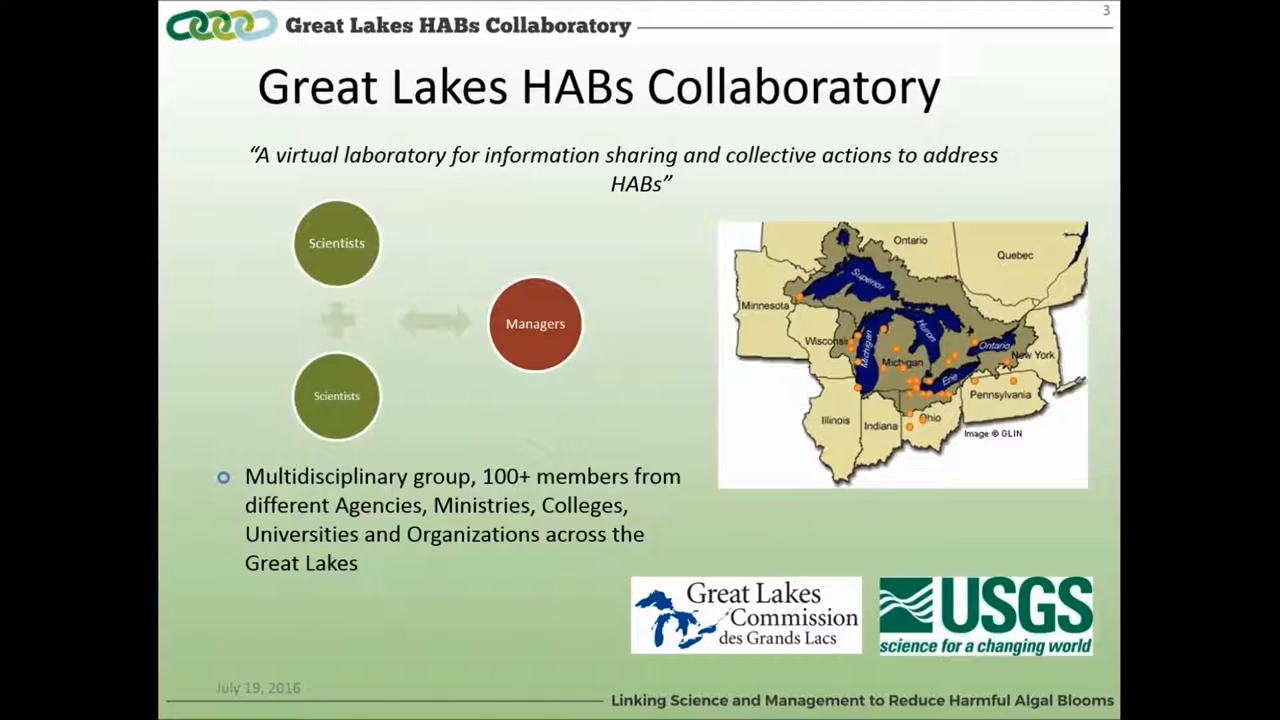 3
Great Lakes HABs Collaboratory
Great Lakes HABs Collaboratory
“A virtual laboratory for information sharing and collective actions to address
HABs”
Scientists
Managers
Scientists
Ontario
Quebec
Superior
Minnesota
Huron
Wisconsin
Michigan
Ontario
New York
Michigan
Erie
Pennsylvania
Illinois
Indiana
Ohio
Image © GLIN
Multidisciplinary group, 100+ members from
different Agencies, Ministries, Colleges,
Universities and Organizations across the
Great Lakes
Great Lakes
Commission
des Grands Lacs
USGS
science for a changing world
July 19, 2016
Linking Science and Management to Reduce Harmful Algal Blooms